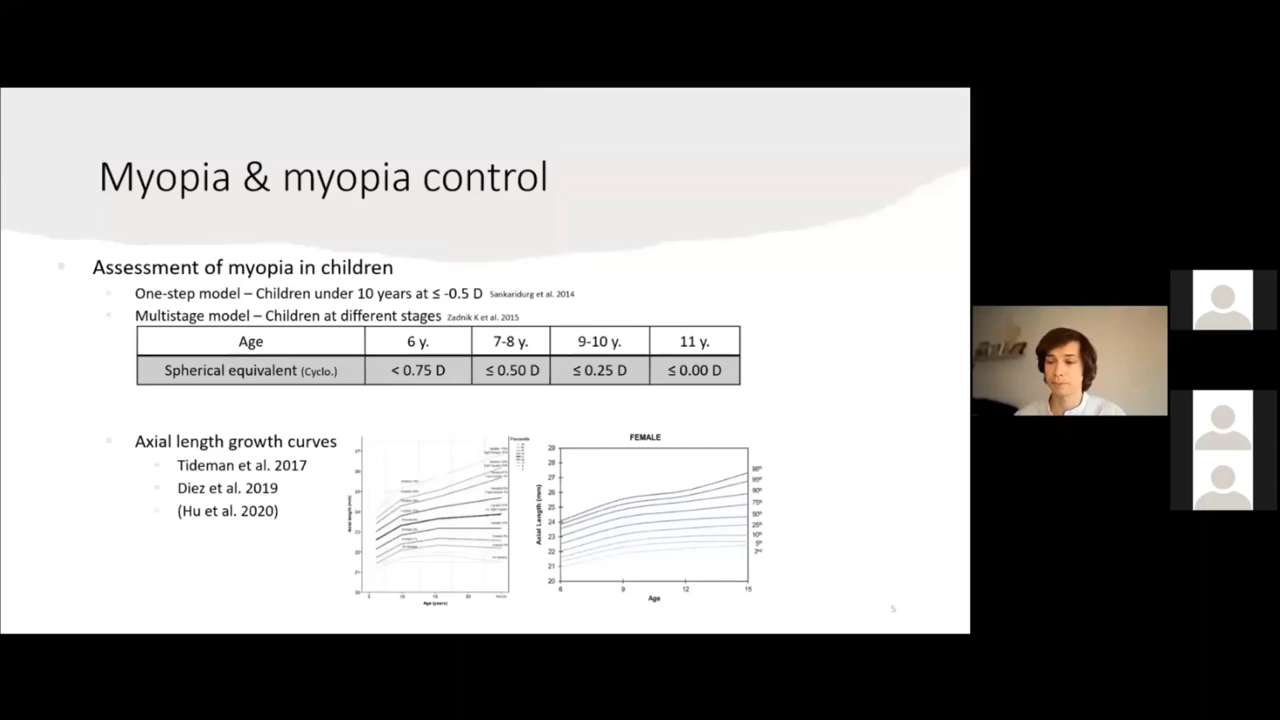 Myopia & myopia control
Assessment of myopia in children
One-step model – Children under 10 years at ≤ -0.5 D Sankaridurg et al. 2014
Multistage model – Children at different stages Zadnik K et al. 2015
Age 6 y. 7-8 y. 9-10 y. 11 y.
Spherical equivalent (Cyclo.) < 0.75 D ≤ 0.50 D ≤ 0.25 D ≤ 0.00 D
Axial length growth curves
Tideman et al. 2017
Diez et al. 2019
(Hu et al. 2020)
Age (years)
FEMALE
Axial Length (mm)
29
28
27
26
25
24
23
22
21
20
6 9 12 15
Age
98th
95th
90th
75th
50th
25th
10th
5th
2nd
5